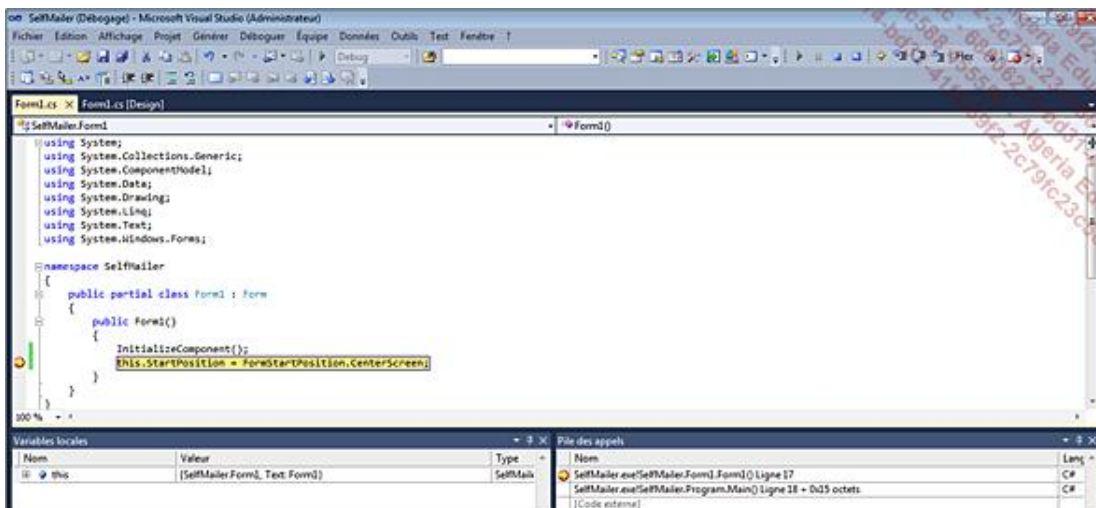 SelfMailer (Débogage) - Microsoft Visual Studio (Administrateur)
Fichier Edition Affichage Projet Générer Déboguer Équipe Données Outils Test Fenêtre ?
Debug
Hex
Form1.cs Form1.cs [Design]
SelfMailer.Form1 Form1()
using System;
using System.Collections.Generic;
using System.ComponentModel;
using System.Data;
using System.Drawing;
using System.Linq;
using System.Text;
using System.Windows.Forms;
namespace SelfMailer
{
public partial class Form1 : Form
{
public Form1()
{
InitializeComponent();
this.StartPosition = FormStartPosition.CenterScreen;
}
}
}
100 %
Variables locales
Nom Valeur Type
this {SelfMailer.Form1, Text: Form1} SelfMaile
Pile des appels
Nom Lang
SelfMailer.exe!SelfMailer.Form1.Form1() Ligne 17 C#
SelfMailer.exe!SelfMailer.Program.Main() Ligne 18 + 0x15 octets C#
[Code externe]
Algeria Edu